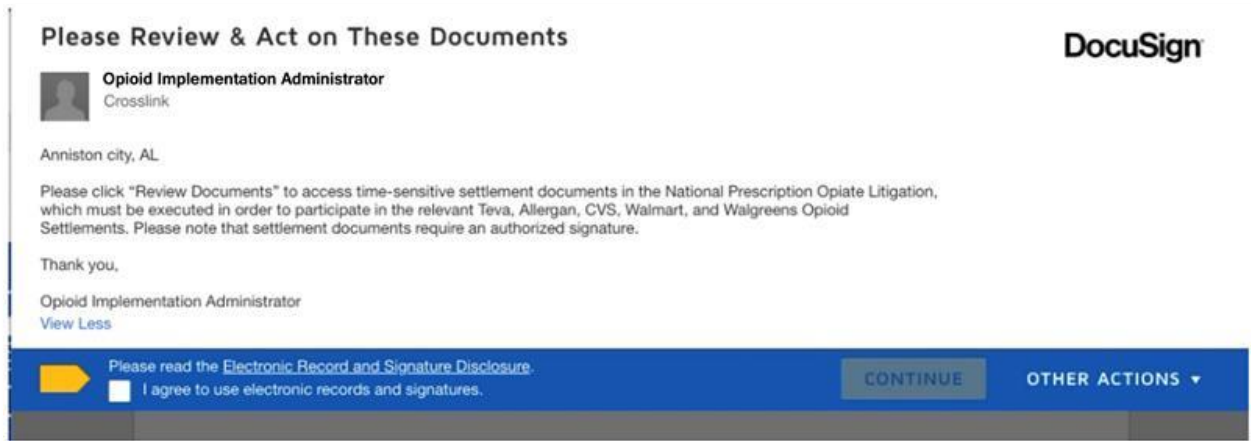 Please Review & Act on These Documents
DocuSign
Opioid Implementation Administrator
Crosslink
Anniston city, AL
Please click “Review Documents” to access time-sensitive settlement documents in the National Prescription Opiate Litigation,
which must be executed in order to participate in the relevant Teva, Allergan, CVS, Walmart, and Walgreens Opioid
Settlements. Please note that settlement documents require an authorized signature.
Thank you,
Opioid Implementation Administrator
View Less
Please read the Electronic Record and Signature Disclosure.
I agree to use electronic records and signatures.
CONTINUE
OTHER ACTIONS ▼